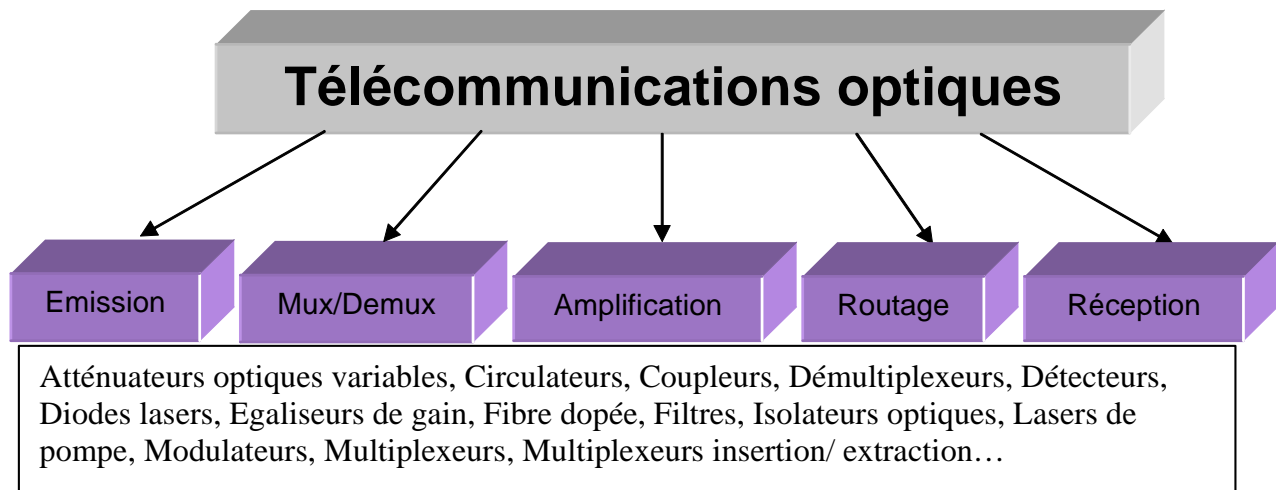 Télécommunications optiques
Emission
Mux/Demux
Amplification
Routage
Réception
Atténuateurs optiques variables, Circulateurs, Coupleurs, Démultiplexeurs, Détecteurs,
Diodes lasers, Egaliseurs de gain, Fibre dopée, Filtres, Isolateurs optiques, Lasers de
pompe, Modulateurs, Multiplexeurs, Multiplexeurs insertion/ extraction…